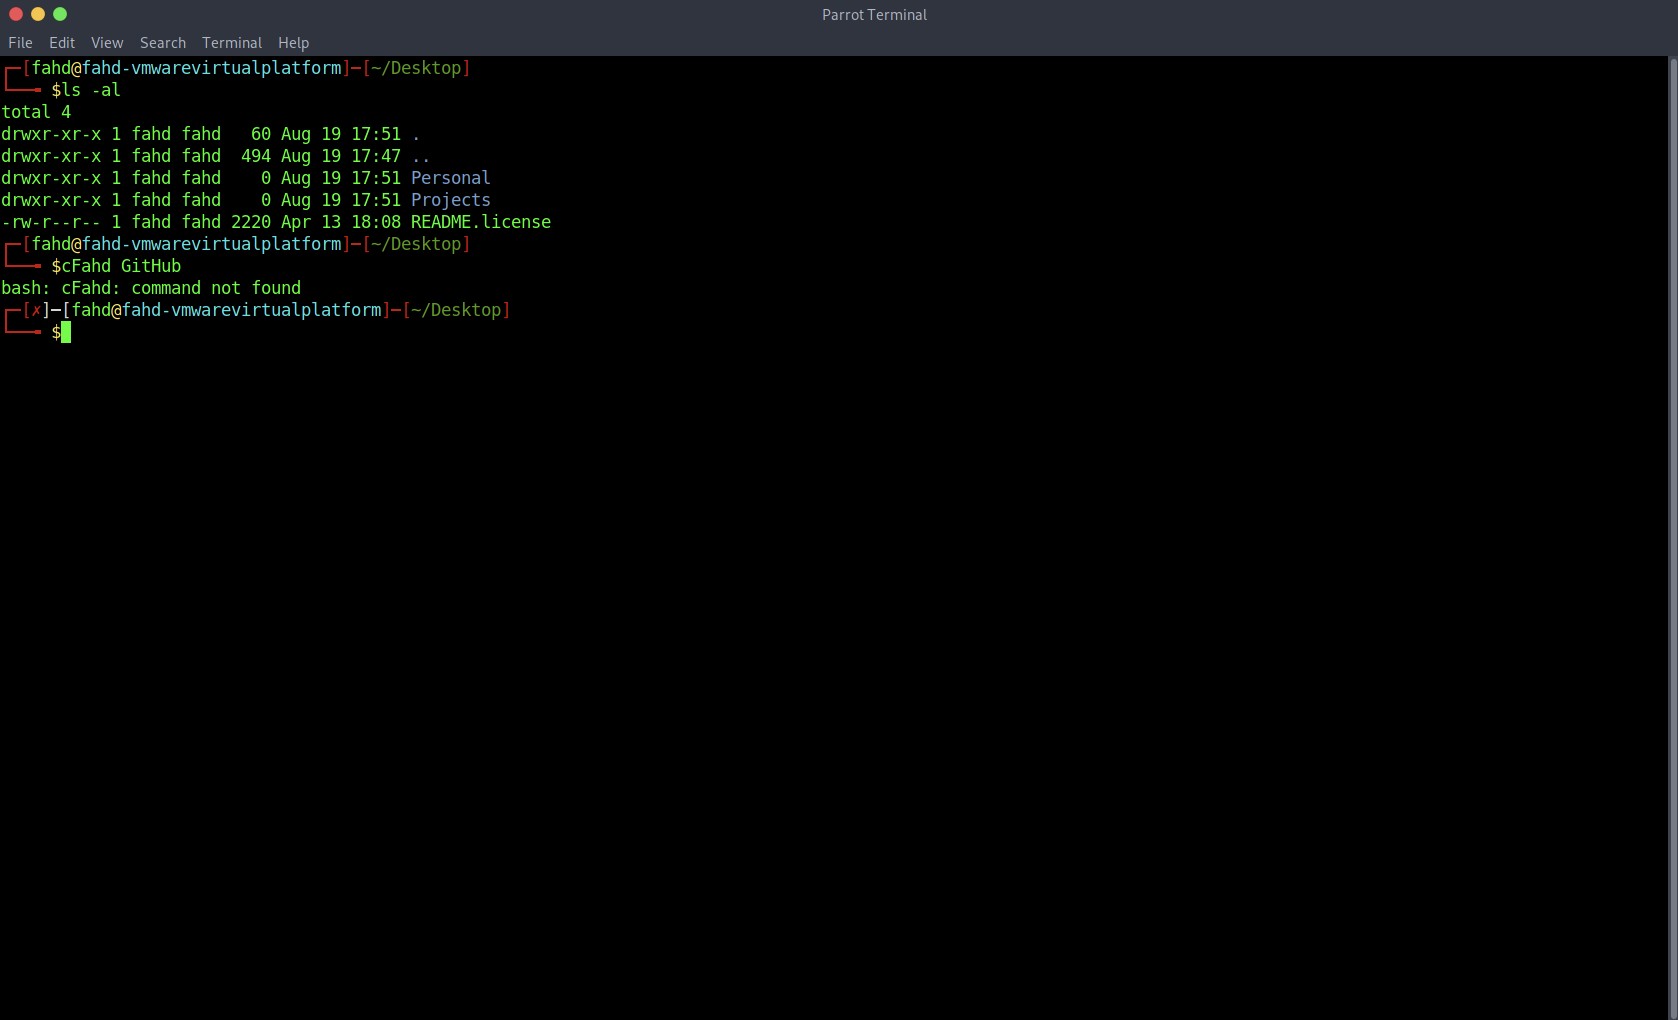 Parrot Terminal
File Edit View Search Terminal Help
┌─[fahd@fahd-vmwarevirtualplatform]─[~/Desktop]
└──╼ $ls -al
total 4
drwxr-xr-x 1 fahd fahd   60 Aug 19 17:51 .
drwxr-xr-x 1 fahd fahd  494 Aug 19 17:47 ..
drwxr-xr-x 1 fahd fahd    0 Aug 19 17:51 Personal
drwxr-xr-x 1 fahd fahd    0 Aug 19 17:51 Projects
-rw-r--r-- 1 fahd fahd 2220 Apr 13 18:08 README.license
┌─[fahd@fahd-vmwarevirtualplatform]─[~/Desktop]
└──╼ $cFahd GitHub
bash: cFahd: command not found
┌─[✗]─[fahd@fahd-vmwarevirtualplatform]─[~/Desktop]
└──╼ $